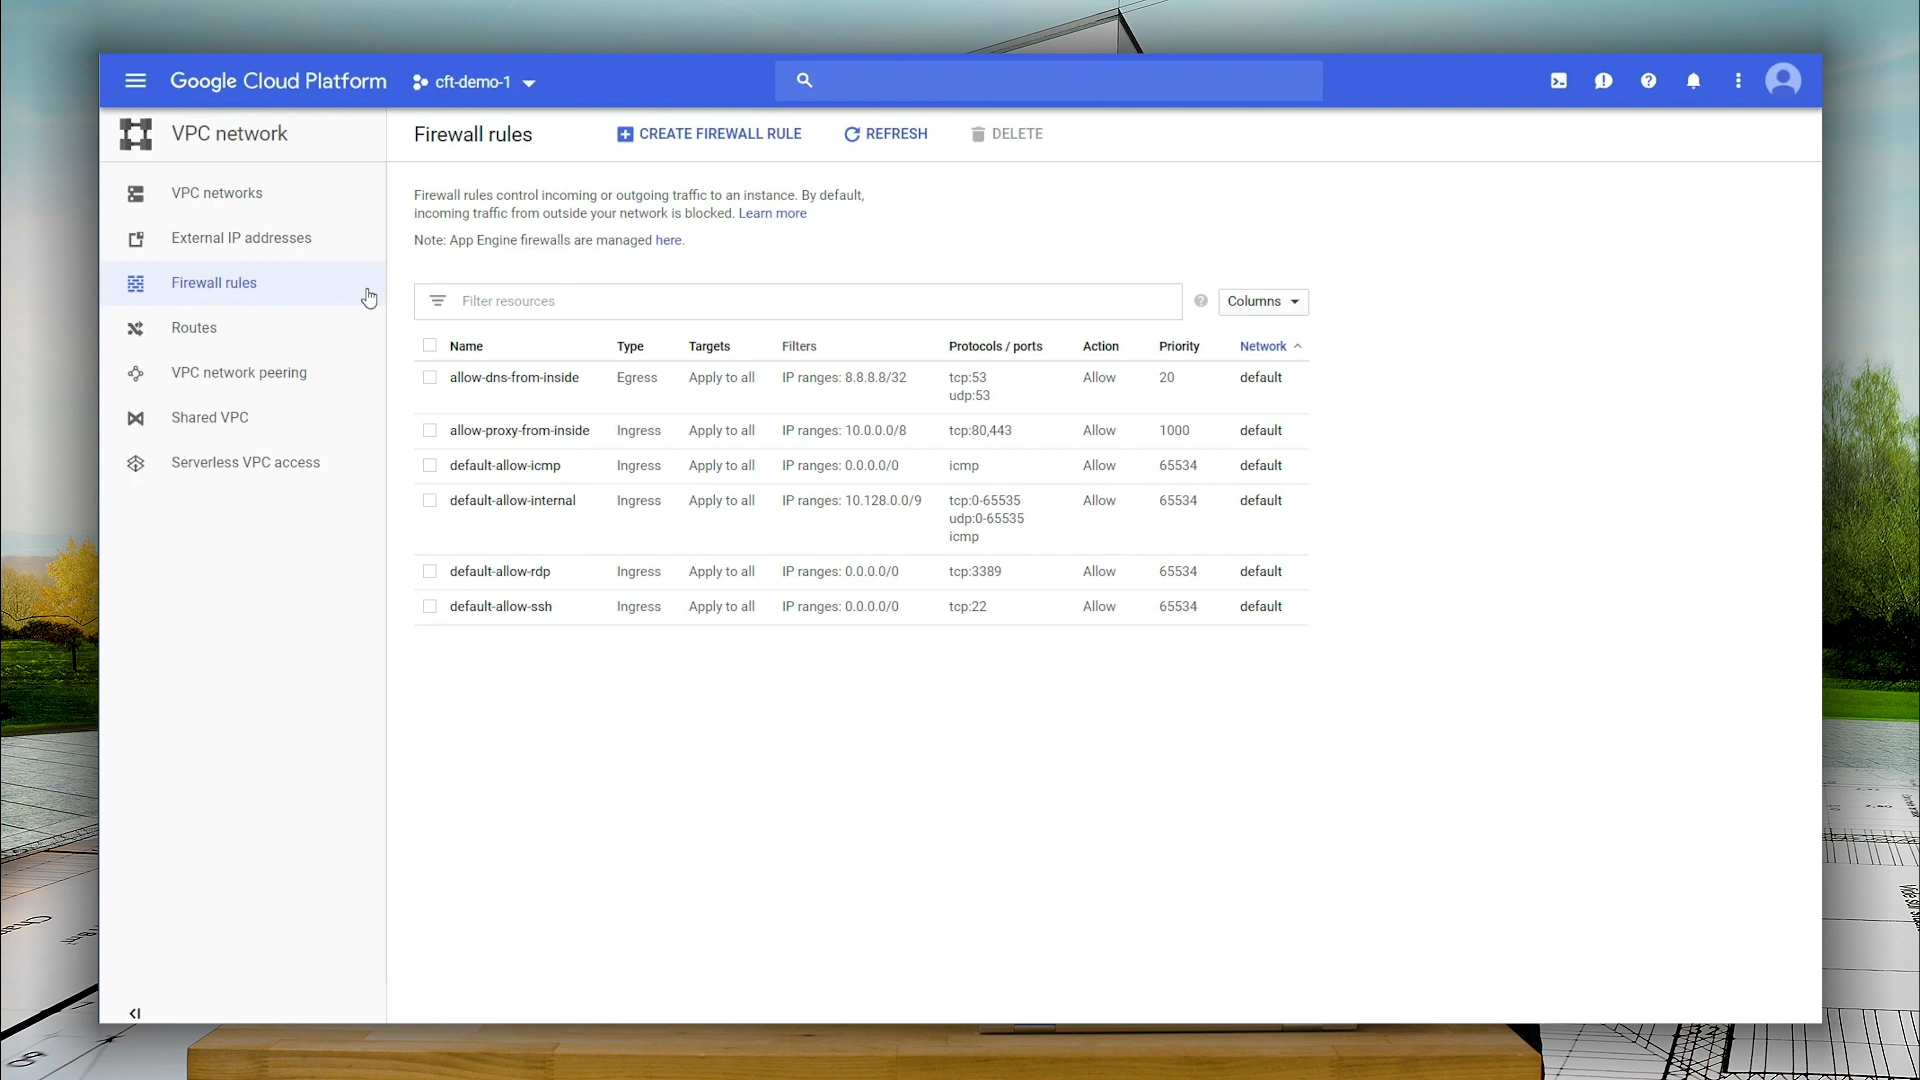 Google Cloud Platform cft-demo-1
VPC network
Firewall rules CREATE FIREWALL RULE REFRESH DELETE
VPC networks
External IP addresses
Firewall rules
Routes
VPC network peering
Shared VPC
Serverless VPC access
Firewall rules control incoming or outgoing traffic to an instance. By default,
incoming traffic from outside your network is blocked. Learn more
Note: App Engine firewalls are managed here.
Filter resources Columns
Name Type Targets Filters Protocols / ports Action Priority Network
allow-dns-from-inside Egress Apply to all IP ranges: 8.8.8.8/32 tcp:53 Allow 20 default
udp:53
allow-proxy-from-inside Ingress Apply to all IP ranges: 10.0.0.0/8 tcp:80,443 Allow 1000 default
default-allow-icmp Ingress Apply to all IP ranges: 0.0.0.0/0 icmp Allow 65534 default
default-allow-internal Ingress Apply to all IP ranges: 10.128.0.0/9 tcp:0-65535 Allow 65534 default
udp:0-65535
icmp
default-allow-rdp Ingress Apply to all IP ranges: 0.0.0.0/0 tcp:3389 Allow 65534 default
default-allow-ssh Ingress Apply to all IP ranges: 0.0.0.0/0 tcp:22 Allow 65534 default